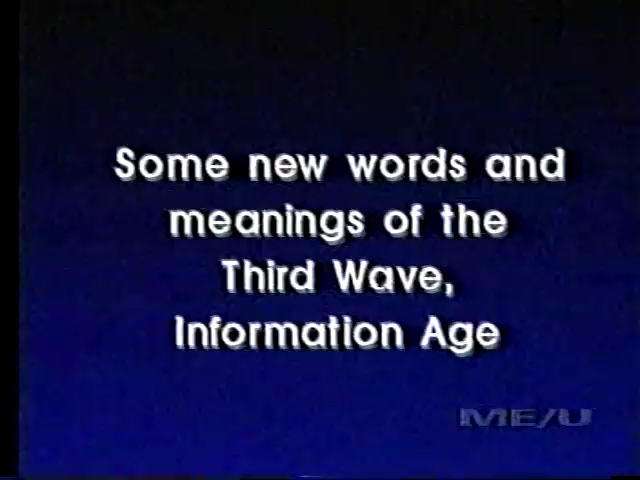 Some new words and
meanings of the
Third Wave,
Information Age
ME/U